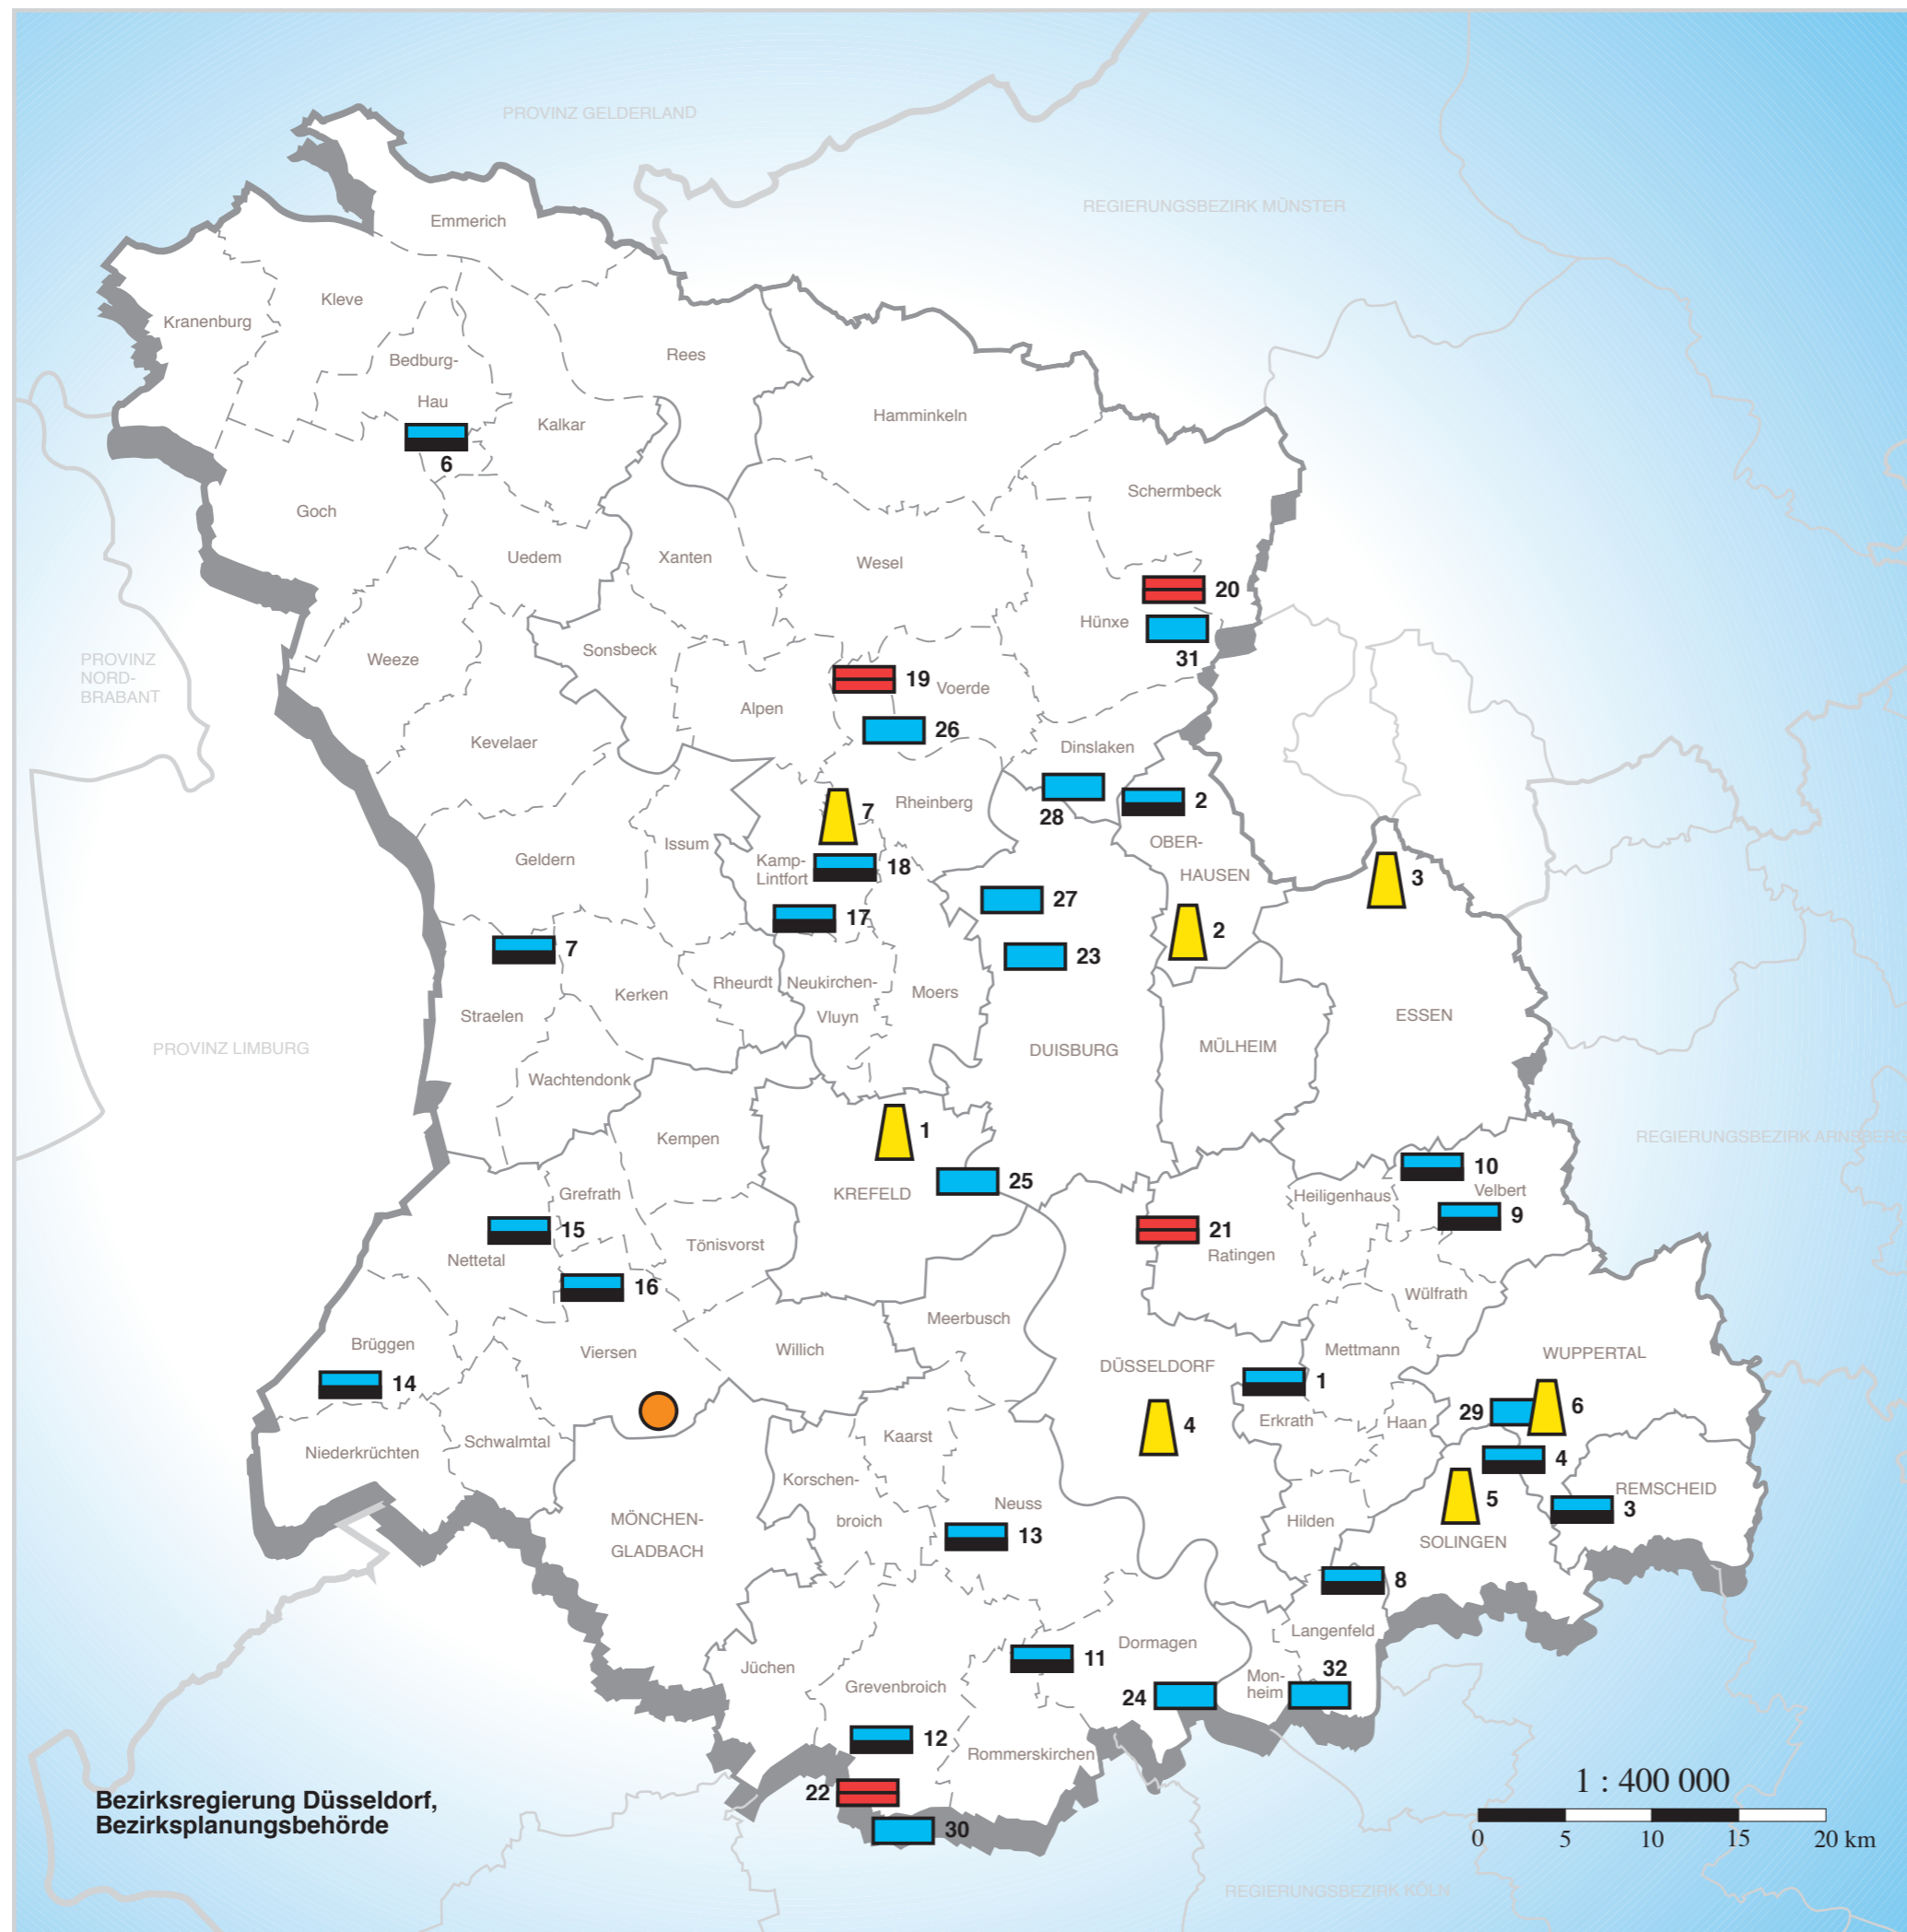 PROVINZ GELDERLAND
REGIERUNGSBEZIRK MÜNSTER
Emmerich
Kleve
Kranenburg
Rees
Bedburg-
Hau
Hamminkeln
Kalkar
6
Schermbeck
Goch
Uedem
Xanten
Wesel
20
Hünxe
31
Sonsbeck
Weeze
PROVINZ
NORD-
BRABANT
19
Voerde
Alpen
26
Kevelaer
Dinslaken
28
2
Rheinberg
7
Issum
OBER-
HAUSEN
Geldern
Kamp-
Lintfort
18
3
27
17
2
7
23
Rheurdt
Neukirchen-
Vluyn
Moers
Kerken
Straelen
ESSEN
PROVINZ LIMBURG
DUISBURG
MÜLHEIM
Wachtendonk
1
Kempen
REGIERUNGSBEZIRK ARNSBERG
10
Velbert
25
KREFELD
Grefrath
Heiligenhaus
9
15
21
Tönisvorst
Nettetal
Ratingen
16
Wülfrath
Meerbusch
Brüggen
Willich
Viersen
Mettmann
WUPPERTAL
DÜSSELDORF
14
1
29
6
Erkrath
Haan
4
Kaarst
Schwalmtal
Niederkrüchten
4
Korschen-
broich
REMSCHEID
5
Neuss
3
MÖNCHEN-
GLADBACH
Hilden
13
SOLINGEN
8
Langenfeld
Dormagen
11
Jüchen
32
Mon-
heim
Grevenbroich
24
12
Rommerskirchen
22
30
Bezirksregierung Düsseldorf,
Bezirksplanungsbehörde
1 : 400 000
0 5 10 15 20 km
REGIERUNGSBEZIRK KÖLN